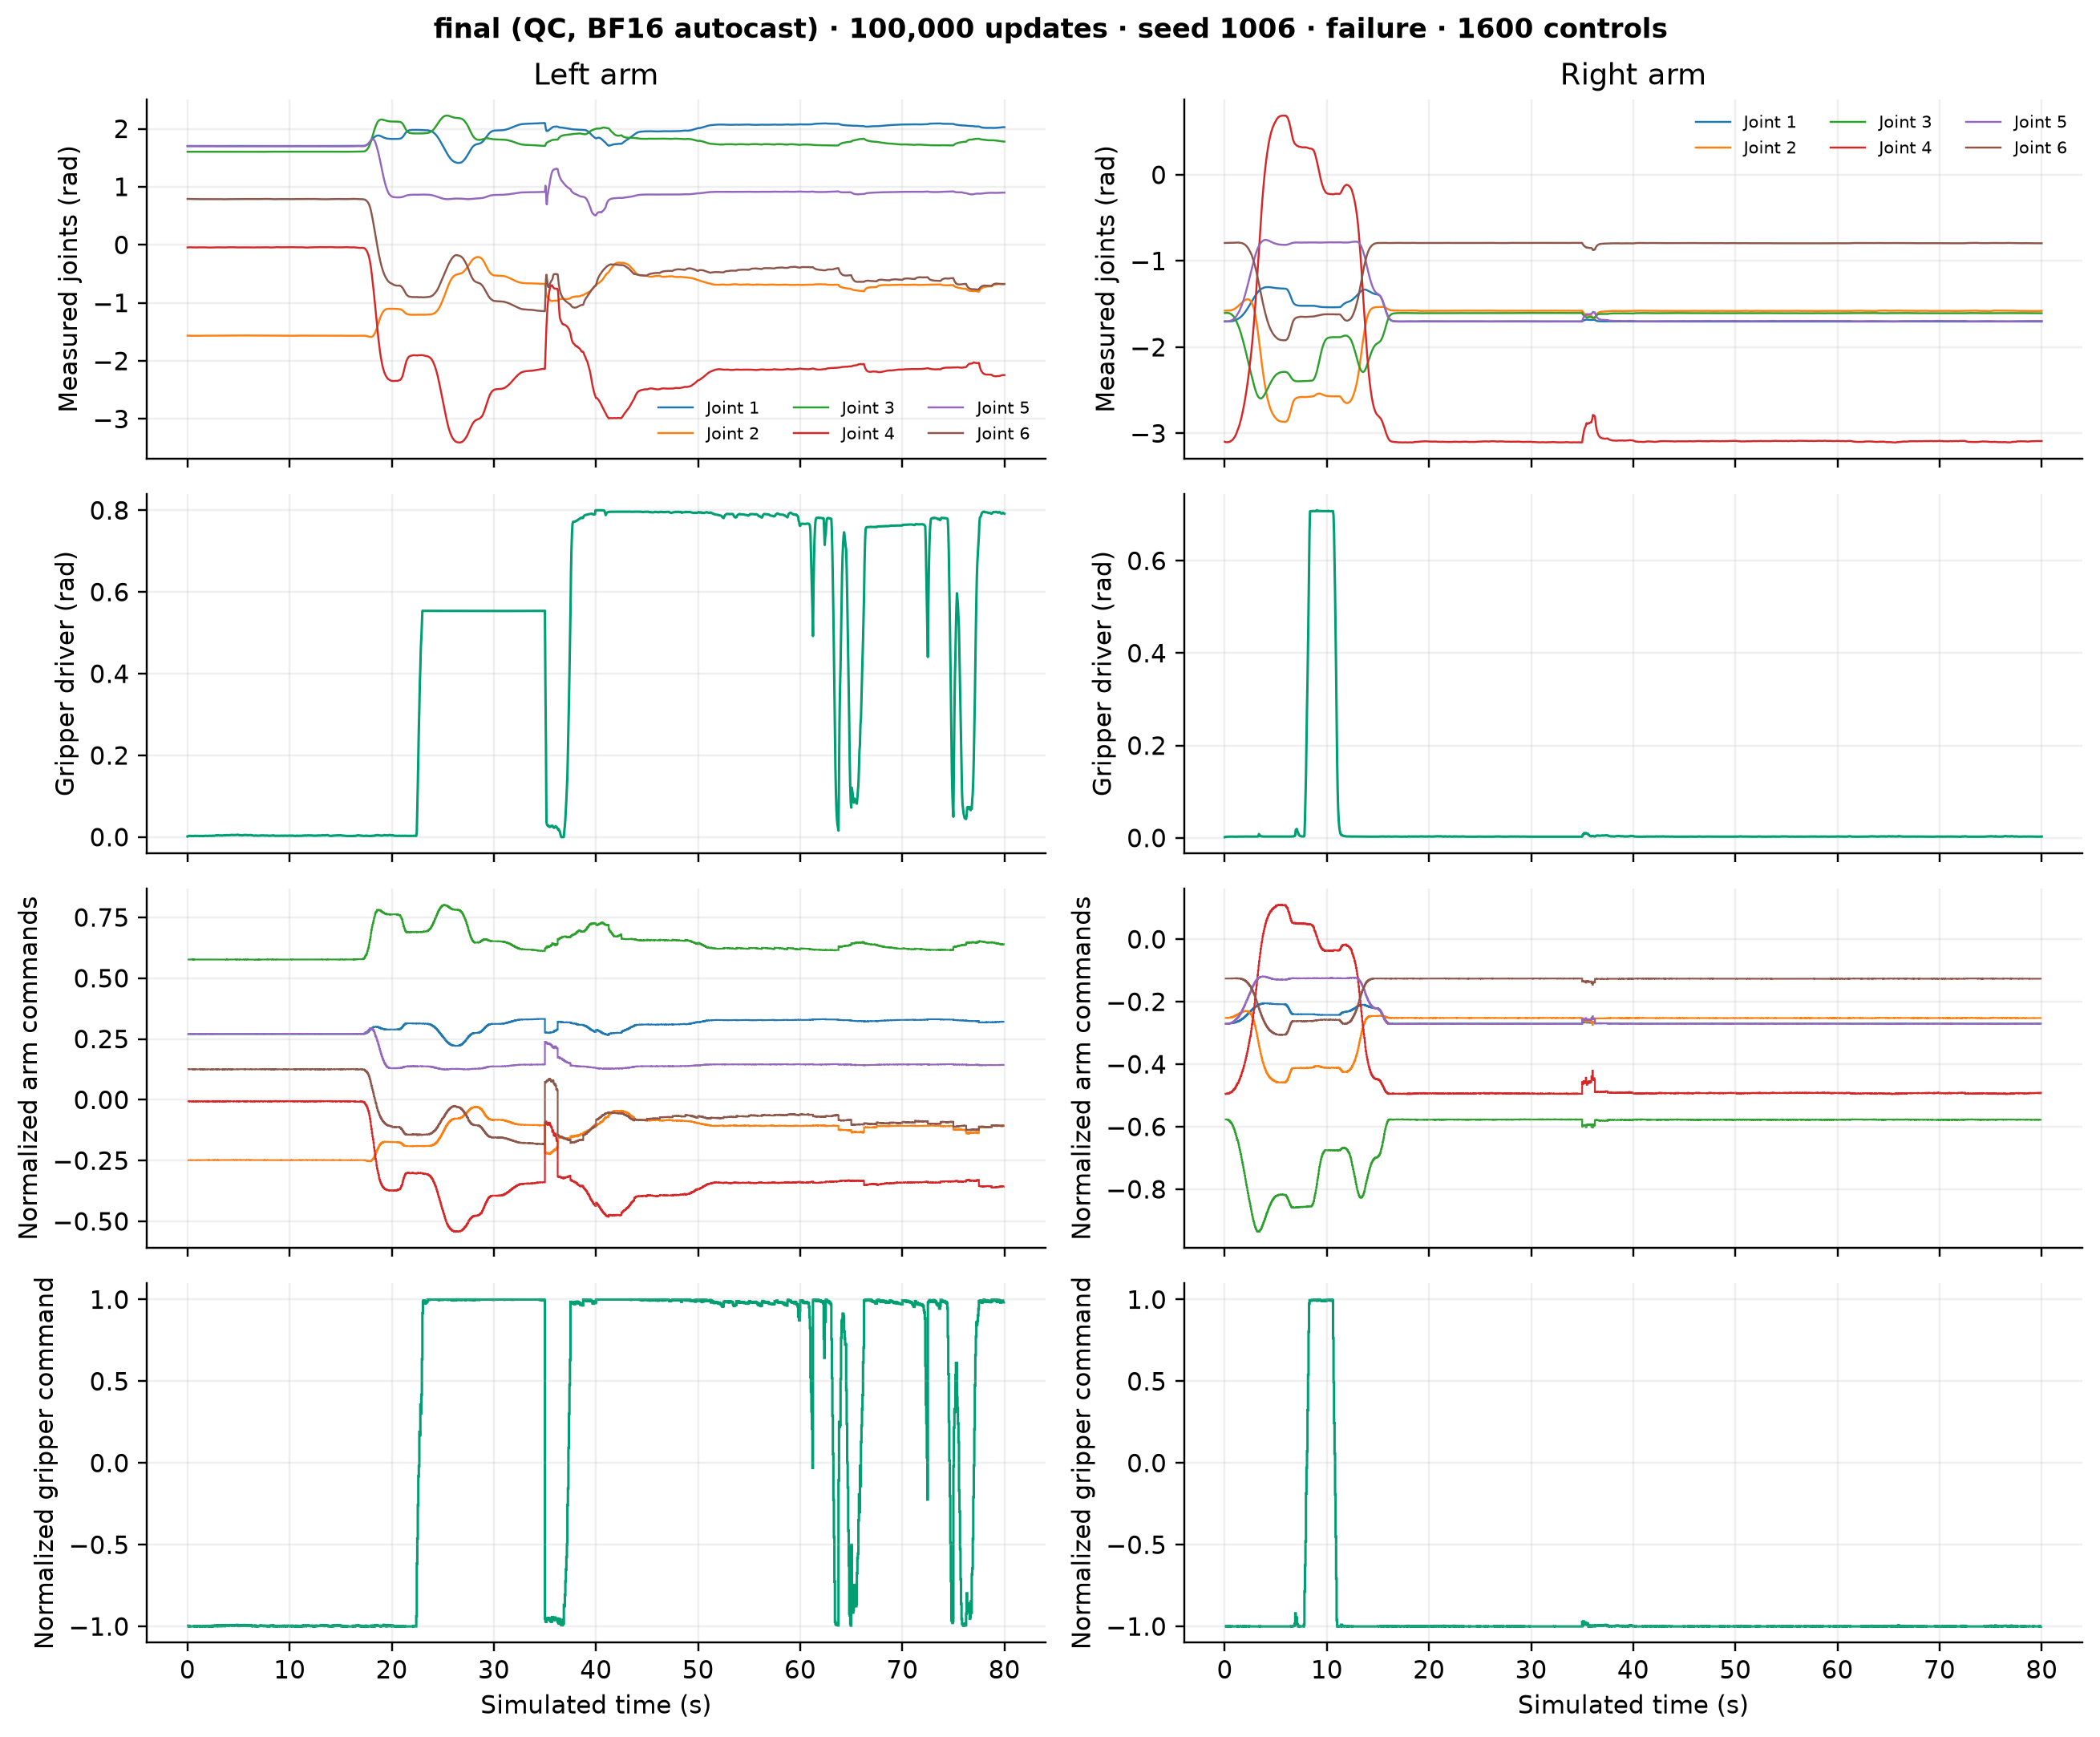 final (QC, BF16 autocast) · 100,000 updates · seed 1006 · failure · 1600 controls
Left arm
Right arm
Measured joints (rad)
2
1
0
−1
−2
−3
Joint 1
Joint 3
Joint 5
Joint 2
Joint 4
Joint 6
Measured joints (rad)
0
−1
−2
−3
Joint 1
Joint 3
Joint 5
Joint 2
Joint 4
Joint 6
Gripper driver (rad)
0.8
0.6
0.4
0.2
0.0
Gripper driver (rad)
0.6
0.4
0.2
0.0
Normalized arm commands
0.75
0.50
0.25
0.00
−0.25
−0.50
Normalized arm commands
0.0
−0.2
−0.4
−0.6
−0.8
Normalized gripper command
1.0
0.5
0.0
−0.5
−1.0
0 10 20 30 40 50 60 70 80
Simulated time (s)
Normalized gripper command
1.0
0.5
0.0
−0.5
−1.0
0 10 20 30 40 50 60 70 80
Simulated time (s)